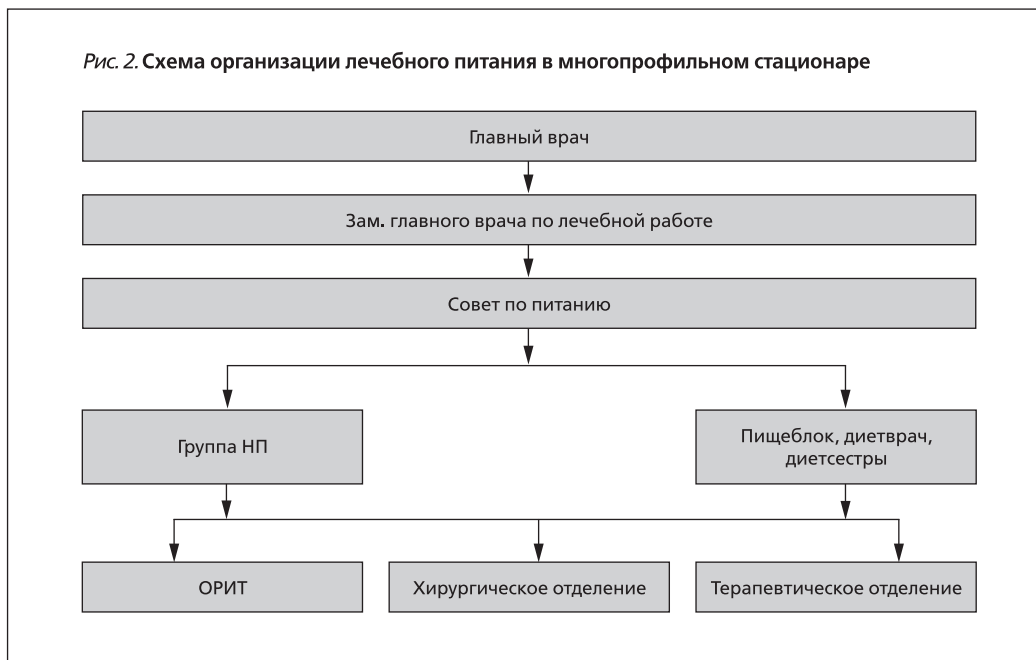 Рис. 2. Схема организации лечебного питания в многопрофильном стационаре
Главный врач
Зам. главного врача по лечебной работе
Совет по питанию
Группа НП
Пищеблок, диетврач,
диетсестры
ОРИТ
Хирургическое отделение
Терапевтическое отделение